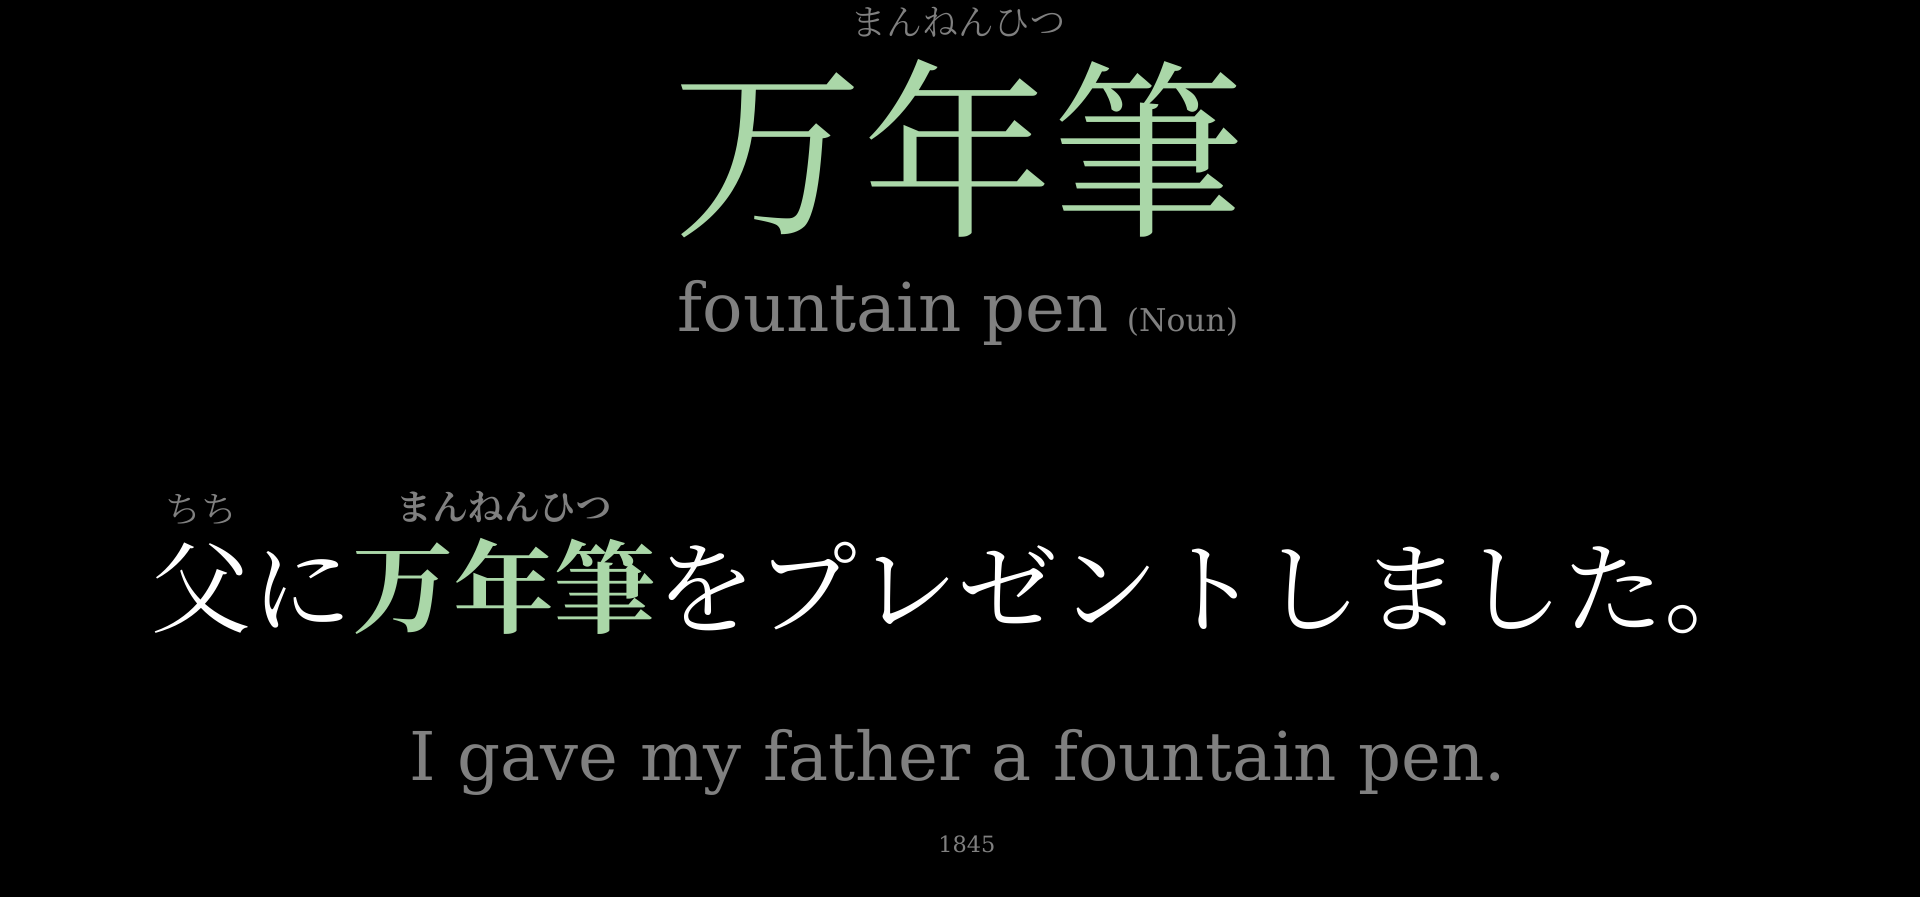 まんねんひつ
万年筆
fountain pen (Noun)
ちち まんねんひつ
父に万年筆をプレゼントしました。
I gave my father a fountain pen.
1845